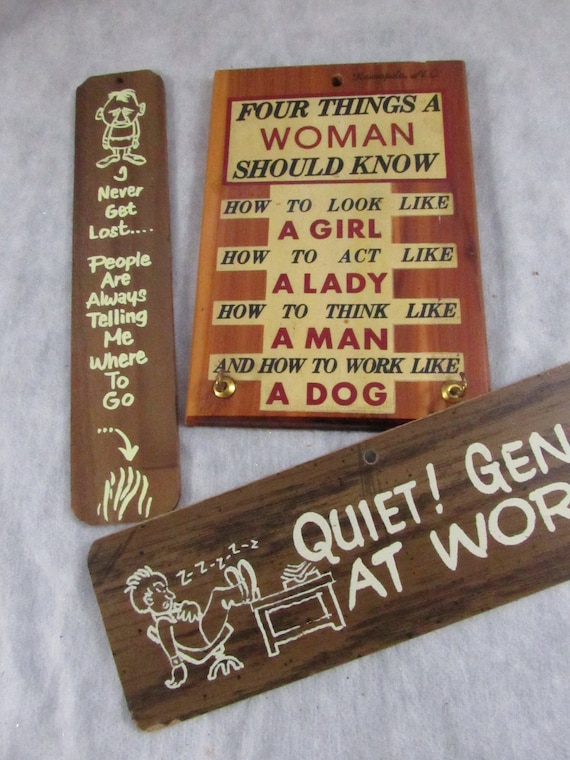 I
Never
Get
Lost....
People
Are
Always
Telling
Me
Where
To
Go
FOUR THINGS A
WOMAN
SHOULD KNOW
HOW TO LOOK LIKE
A GIRL
HOW TO ACT LIKE
A LADY
HOW TO THINK LIKE
A MAN
AND HOW TO WORK LIKE
A DOG
Z-Z-Z-Z-Z
QUIET! GEN
AT WOR